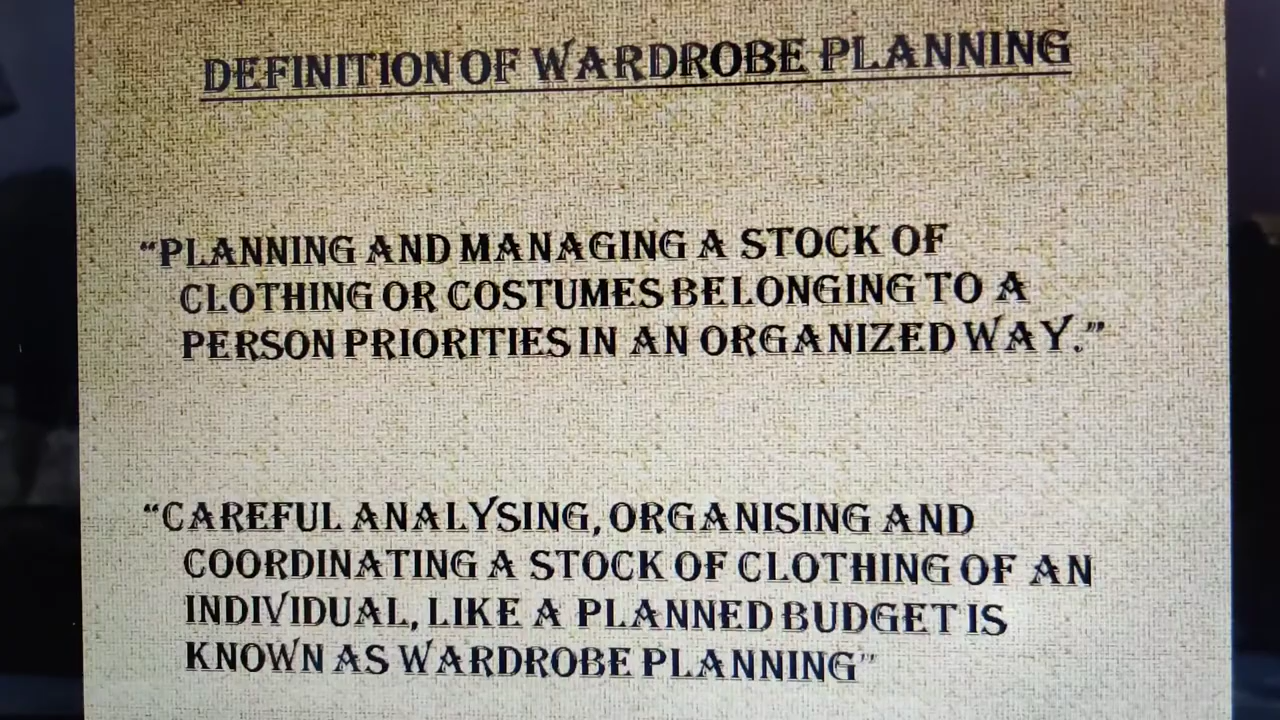 DEFINITION OF WARDROBE PLANNING
“PLANNING AND MANAGING A STOCK OF
CLOTHING OR COSTUMES BELONGING TO A
PERSON PRIORITIES IN AN ORGANIZED WAY.”
“CAREFUL ANALYSING, ORGANISING AND
COORDINATING A STOCK OF CLOTHING OF AN
INDIVIDUAL, LIKE A PLANNED BUDGET IS
KNOWN AS WARDROBE PLANNING”